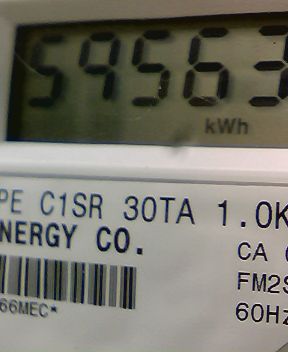 59563
kWh
PE C1SR 30TA 1.0K
NERGY CO.
CA
FM2S
66MEC*
60Hz